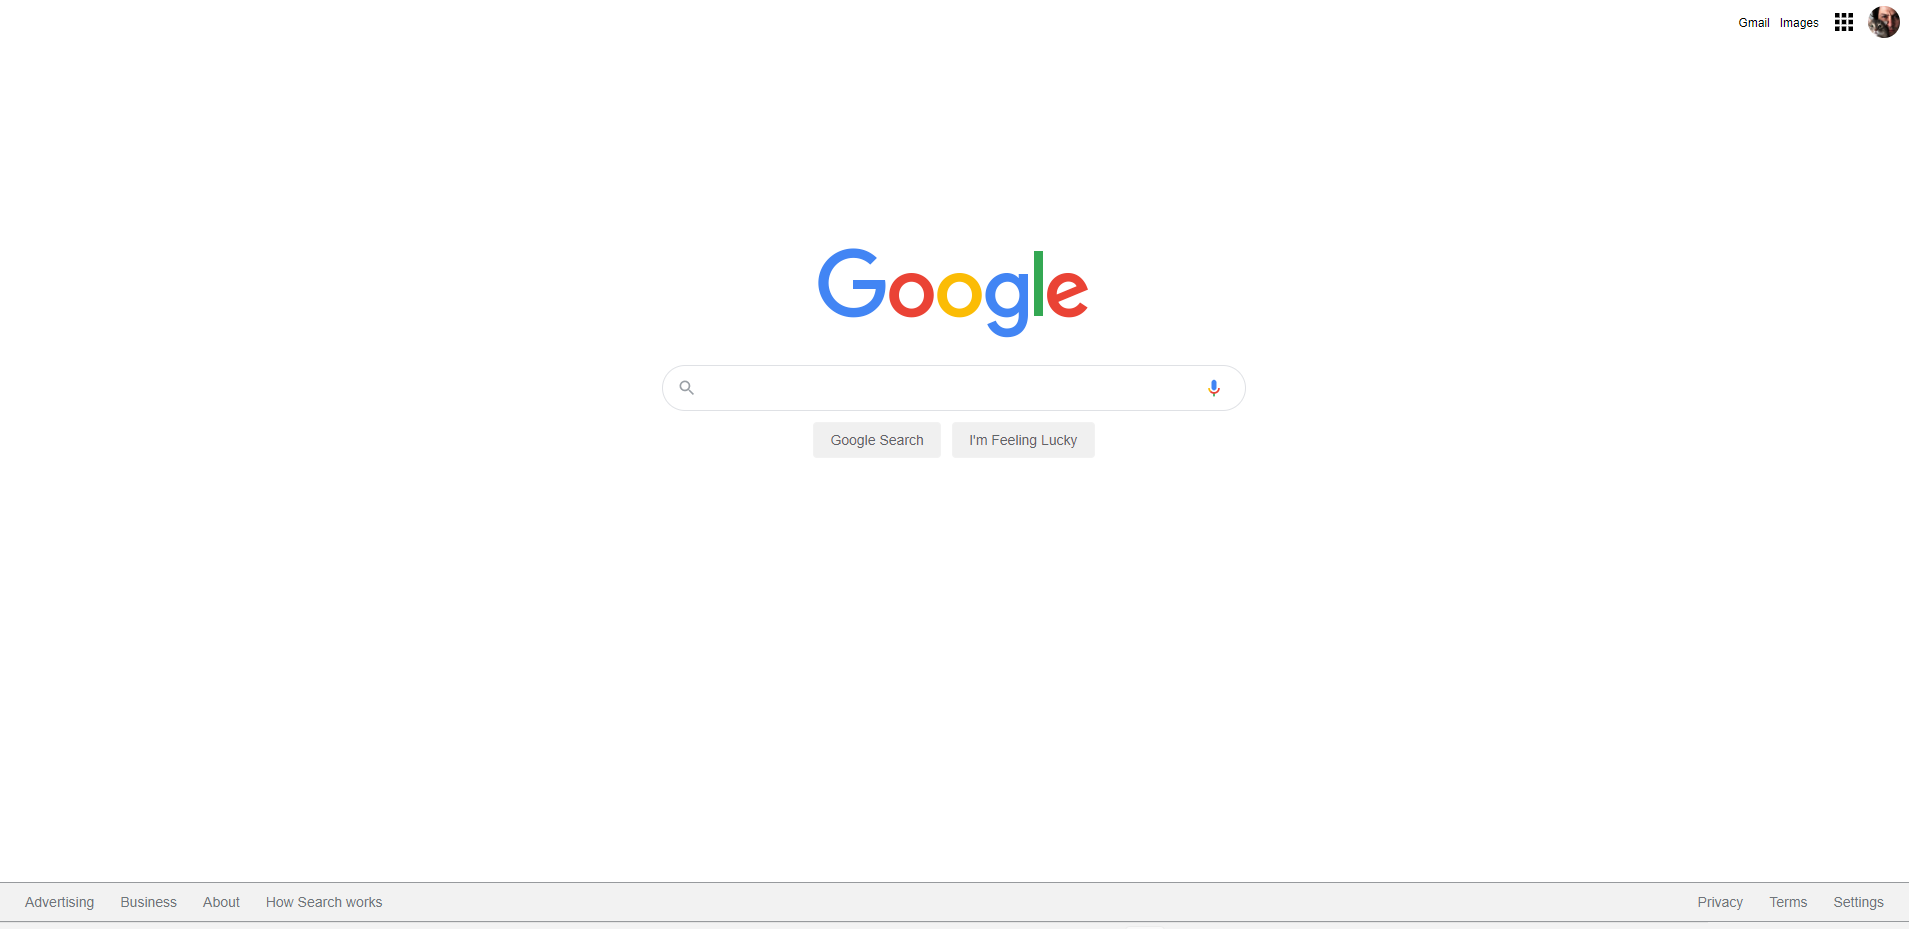 Gmail Images
Google
Google Search I'm Feeling Lucky
Advertising Business About How Search works Privacy Terms Settings